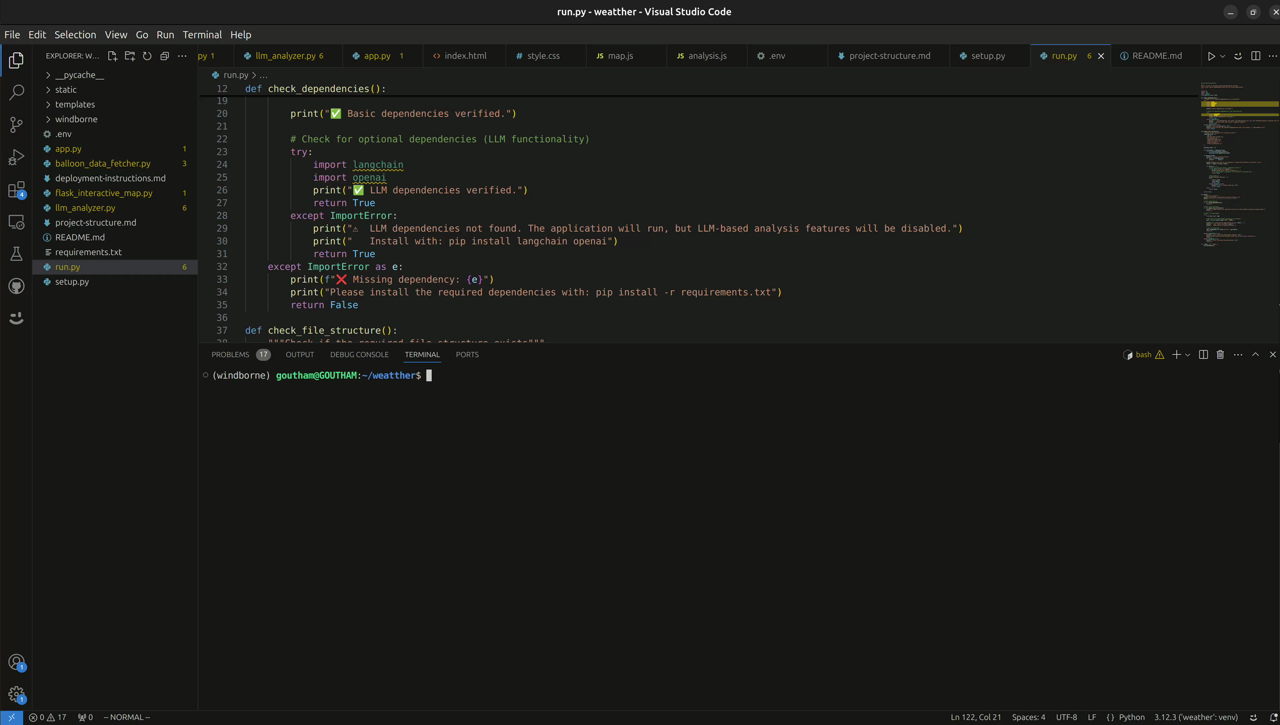 run.py - weatther - Visual Studio Code
File Edit Selection View Go Run Terminal Help
EXPLORER: W...
py 1
llm_analyzer.py 6
app.py 1
index.html
style.css
map.js
analysis.js
.env
project-structure.md
setup.py
run.py 6
README.md
__pycache__
static
templates
windborne
.env
app.py 1
balloon_data_fetcher.py 3
deployment-instructions.md
flask_interactive_map.py 1
llm_analyzer.py 6
project-structure.md
README.md
requirements.txt
run.py 6
setup.py
4
run.py > ...
12 def check_dependencies():
19
20 print("✅ Basic dependencies verified.")
21
22 # Check for optional dependencies (LLM functionality)
23 try:
24 import langchain
25 import openai
26 print("✅ LLM dependencies verified.")
27 return True
28 except ImportError:
29 print("⚠ LLM dependencies not found. The application will run, but LLM-based analysis features will be disabled.")
30 print("   Install with: pip install langchain openai")
31 return True
32 except ImportError as e:
33 print(f"❌ Missing dependency: {e}")
34 print("Please install the required dependencies with: pip install -r requirements.txt")
35 return False
36
37 def check_file_structure():
"""Check if the required file structure exists"""
PROBLEMS 17 OUTPUT DEBUG CONSOLE TERMINAL PORTS
bash
(windborne) goutham@GOUTHAM:~/weatther$
1
1
0 17 0 -- NORMAL --
Ln 122, Col 21 Spaces: 4 UTF-8 LF {} Python 3.12.3 ('weather': venv)